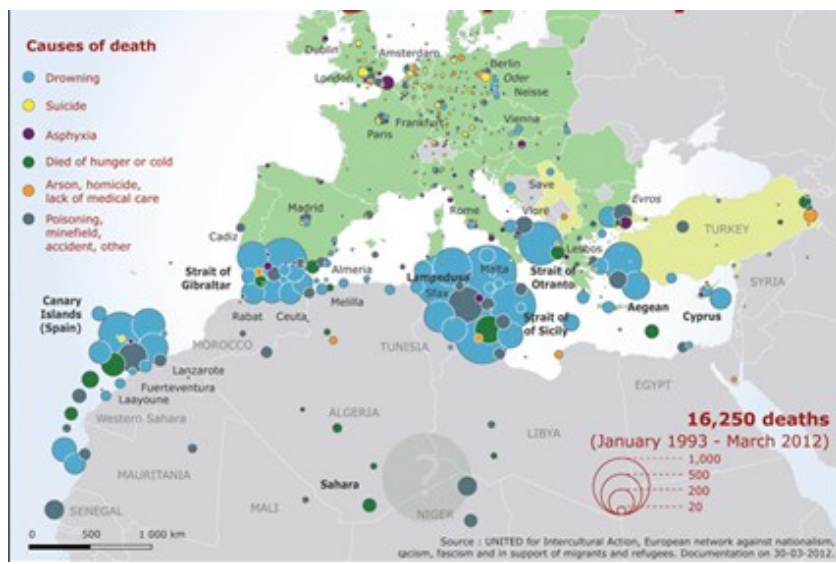 Causes of death
Drowning
Suicide
Asphyxia
Died of hunger or cold
Arson, homicide,
lack of medical care
Poisoning,
minefield,
accident, other
Dublin
Amsterdam
Berlin
London
Oder
Neisse
Paris
Frankfurt
Vienna
Save
Madrid
Rome
Vlore
Evros
Cadiz
TURKEY
Lesbos
Strait of
Gibraltar
Almeria
Lampedusa
Malta
Strait of
Otranto
SYRIA
Melilla
Sfax
Canary
Islands
(Spain)
Rabat
Ceuta
Strait of
of Sicily
Aegean
Cyprus
MOROCCO
TUNISIA
Lanzarote
Fuerteventura
Laayoune
EGYPT
Western Sahara
ALGERIA
LIBYA
16,250 deaths
(January 1993 - March 2012)
1,000
500
200
20
MAURITANIA
Sahara
?
SENEGAL
MALI
NIGER
0 500 1 000 km
Source : UNITED for Intercultural Action, European network against nationalism,
racism, fascism and in support of migrants and refugees. Documentation on 30-03-2012.